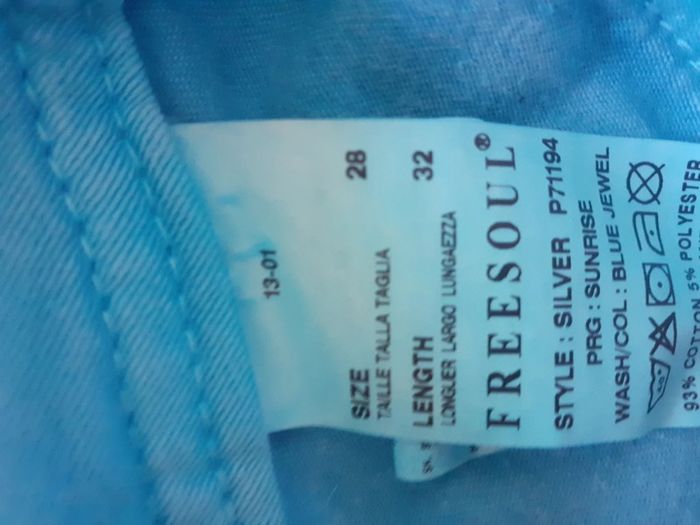 13-01
SIZE 28
TAILLE TALLA TAGLIA
LENGTH 32
LONGUER LARGO LUNGAEZZA
FREESOUL®
STYLE : SILVER P71194
PRG : SUNRISE
WASH/COL : BLUE JEWEL
93% COTTON 5% POLYESTER